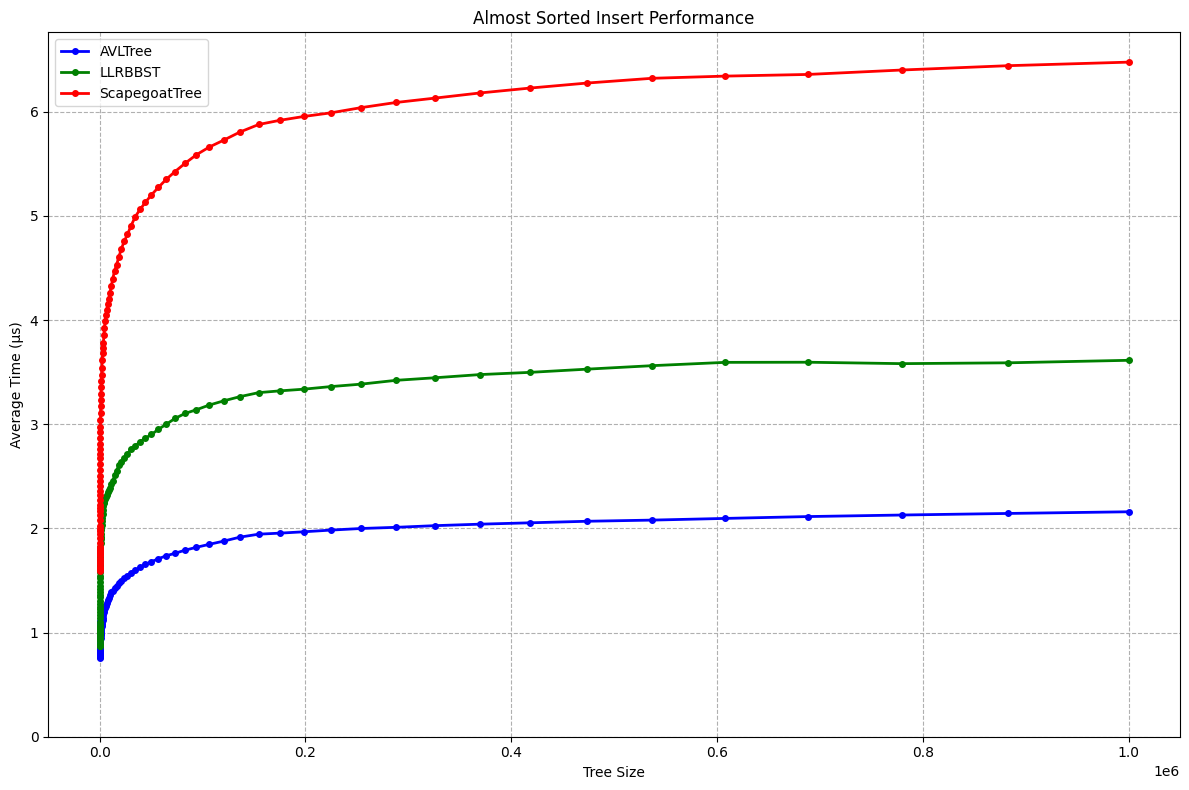 Almost Sorted Insert Performance
AVLTree
LLRBBST
ScapegoatTree
Average Time (µs)
6
5
4
3
2
1
0
0.0 0.2 0.4 0.6 0.8 1.0
1e6
Tree Size